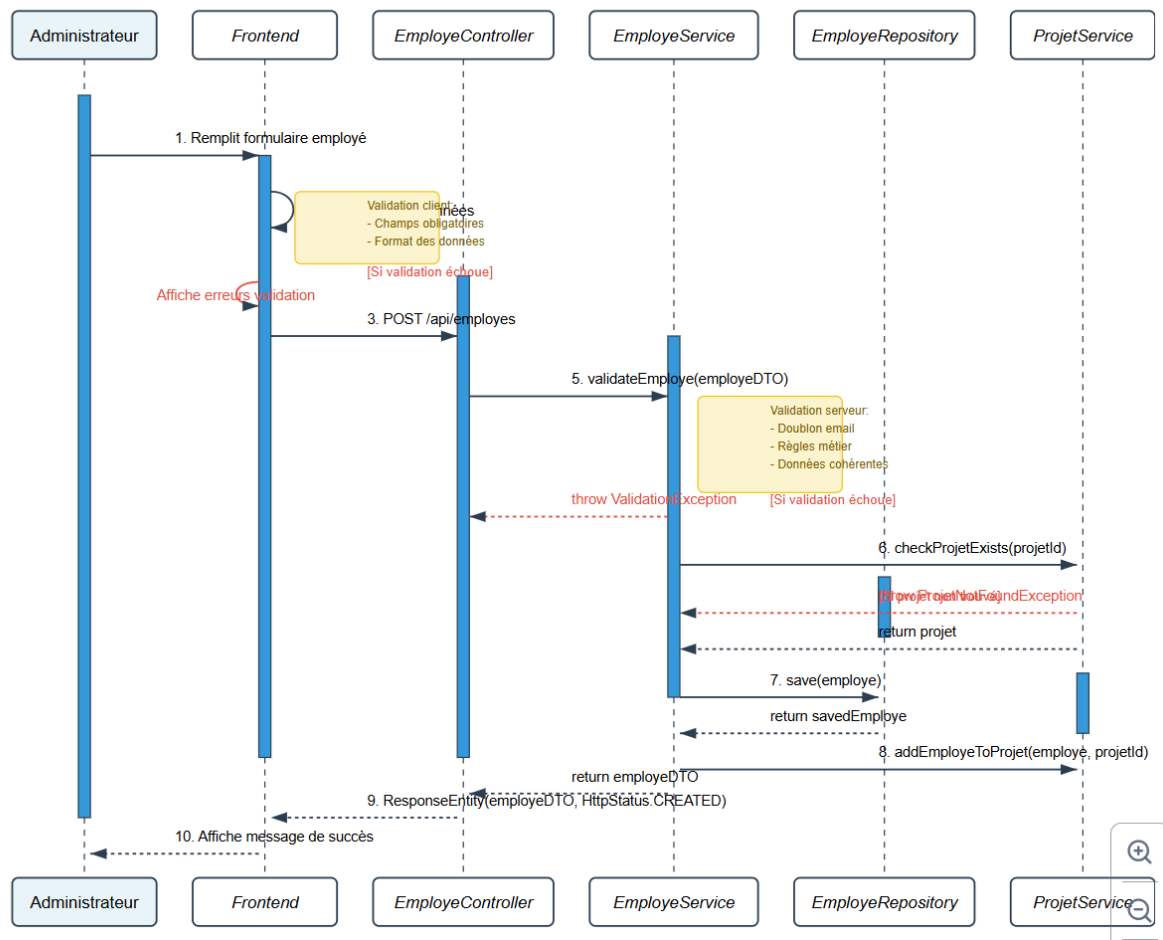 Administrateur
Frontend
EmployeController
EmployeService
EmployeRepository
ProjetService
1. Remplit formulaire employé
Validation client:
- Champs obligatoires
- Format des données
[Si validation échoue]
Affiche erreurs validation
3. POST /api/employes
5. validateEmploye(employeDTO)
Validation serveur:
- Doublon email
- Règles métier
- Données cohérentes
throw ValidationException
[Si validation échoue]
6. checkProjetExists(projetId)
throw ProjetNotFoundException
return projet
7. save(employe)
return savedEmploye
8. addEmployeToProjet(employe, projetId)
return employeDTO
9. ResponseEntity(employeDTO, HttpStatus.CREATED)
10. Affiche message de succès
Administrateur
Frontend
EmployeController
EmployeService
EmployeRepository
ProjetService